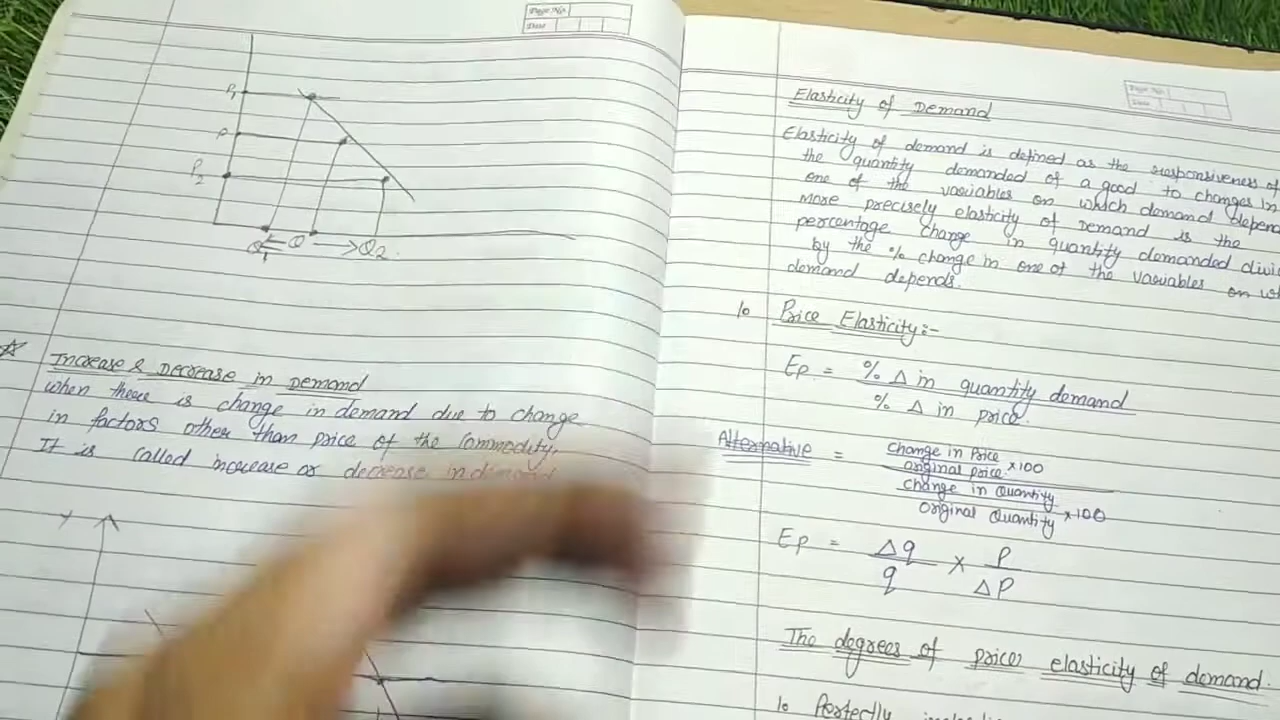 Page No.
Date
P1
P
P2
Q1 Q Q2
Increase & Decrease in Demand
when there is change in demand due to change
in factors other than price of the commodity,
It is called increase or decrease in demand
Y
Page No.
Date
Elasticity of Demand
Elasticity of demand is defined as the responsiveness of
the quantity demanded of a good to changes in
one of the variables on which demand depend
more precisely elasticity of Demand is the
percentage change in quantity demanded divi
by the % change in one of the variables on
demand depends.
1. Price Elasticity:-
Ep = % Δ in quantity demand
% Δ in price.
Alternative = change in Price
original price ×100
change in Quantity
original Quantity ×100
Ep = Δq/q × P/ΔP
The degrees of price elasticity of demand.
1. Perfectly